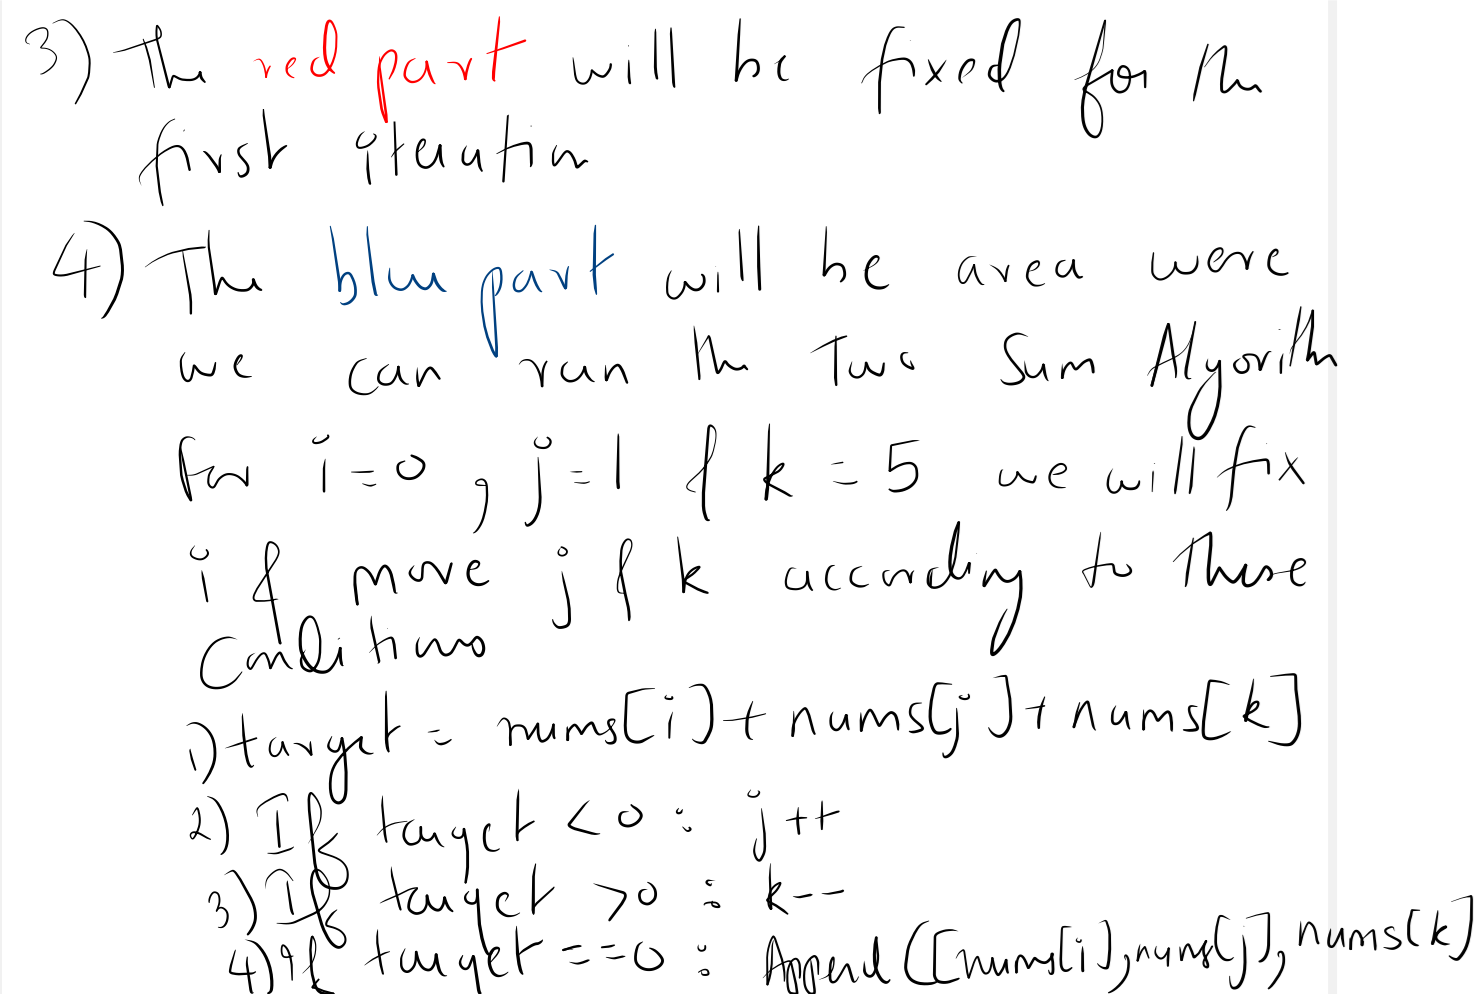 3) The red part will be fixed for the
first iteration
4) The blue part will be area were
we can run the Two Sum Algorithm
for i=0, j=1 & k=5 we will fix
i & move j & k according to these
Conditions
1) target = nums[i]+nums[j]+nums[k]
2) If target <0 : j++
3) If target >0 : k--
4) if target ==0 : Append([nums[i],nums[j],nums[k]